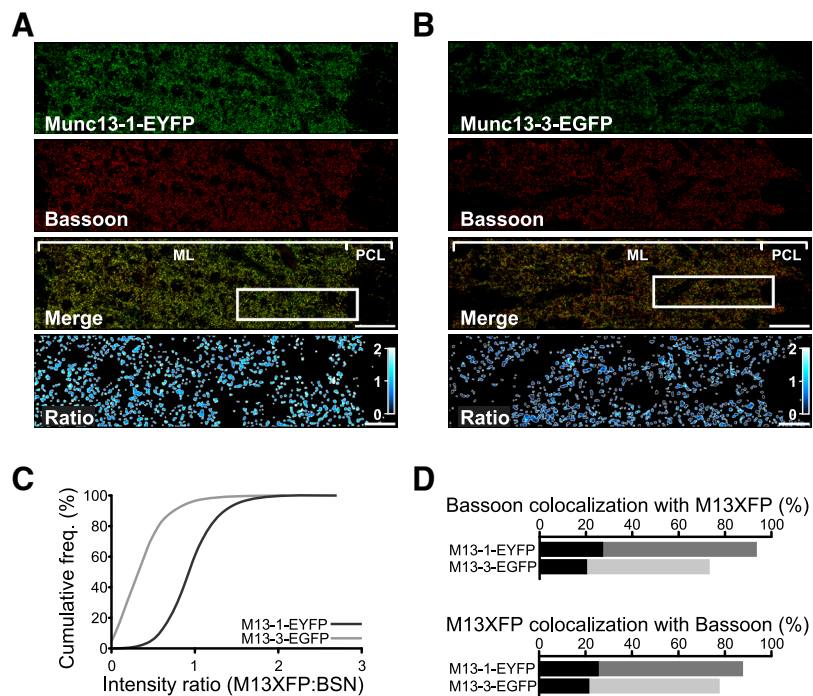 A
Munc13-1-EYFP
Bassoon
ML
PCL
Merge
2
1
0
Ratio
B
Munc13-3-EGFP
Bassoon
ML
PCL
Merge
2
1
0
Ratio
C
Cumulative freq. (%)
100
80
60
40
20
0
M13-1-EYFP
M13-3-EGFP
0
1
2
3
Intensity ratio (M13XFP:BSN)
D
Bassoon colocalization with M13XFP (%)
0 20 40 60 80 100
M13-1-EYFP
M13-3-EGFP
M13XFP colocalization with Bassoon (%)
0 20 40 60 80 100
M13-1-EYFP
M13-3-EGFP